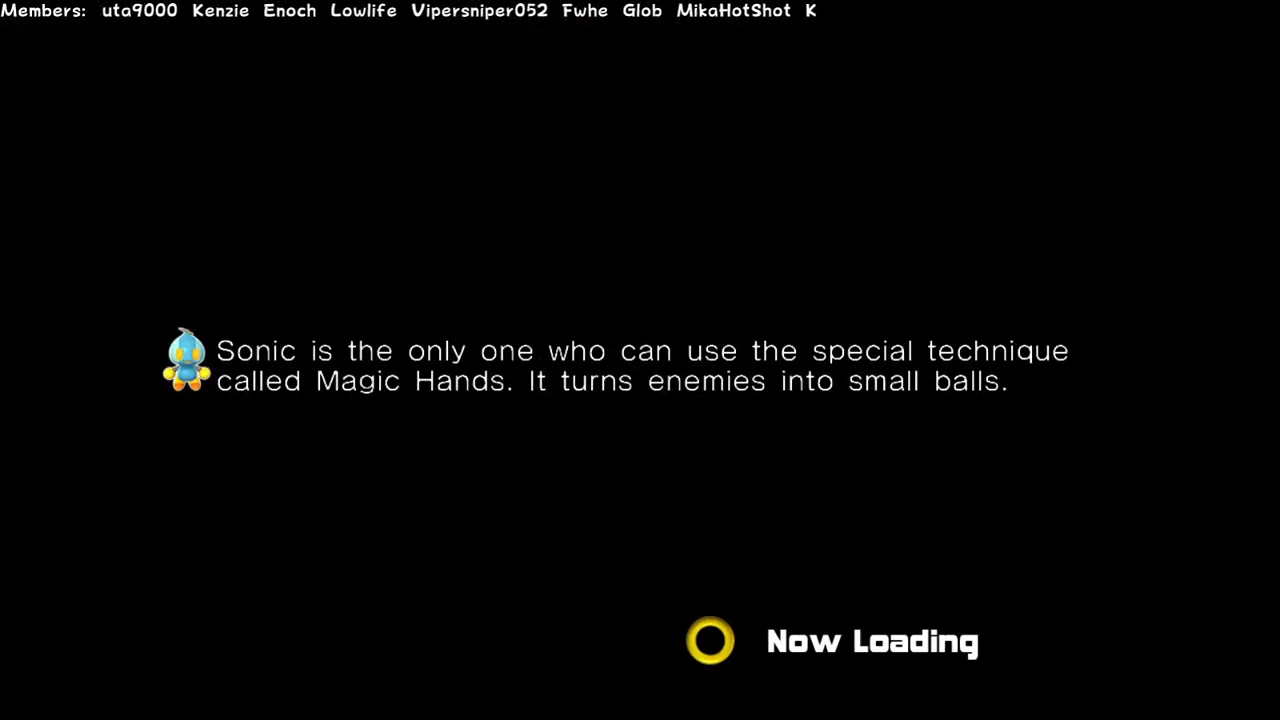 Members: uta9000 Kenzie Enoch Lowlife Vipersniper052 Fwhe Glob MikaHotShot K
Sonic is the only one who can use the special technique
called Magic Hands. It turns enemies into small balls.
Now Loading